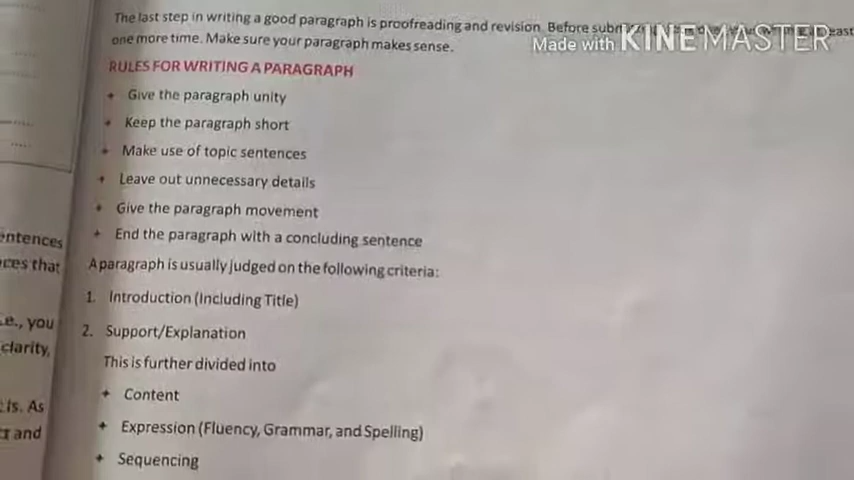 The last step in writing a good paragraph is proofreading and revision. Before
one more time. Make sure your paragraph makes sense.
Made with KINEMASTER
RULES FOR WRITING A PARAGRAPH
+ Give the paragraph unity
+ Keep the paragraph short
+ Make use of topic sentences
+ Leave out unnecessary details
+ Give the paragraph movement
+ End the paragraph with a concluding sentence
A paragraph is usually judged on the following criteria:
1. Introduction (Including Title)
2. Support/Explanation
This is further divided into
+ Content
+ Expression (Fluency, Grammar, and Spelling)
+ Sequencing
entences
ces that
.e., you
clarity,
is. As
and